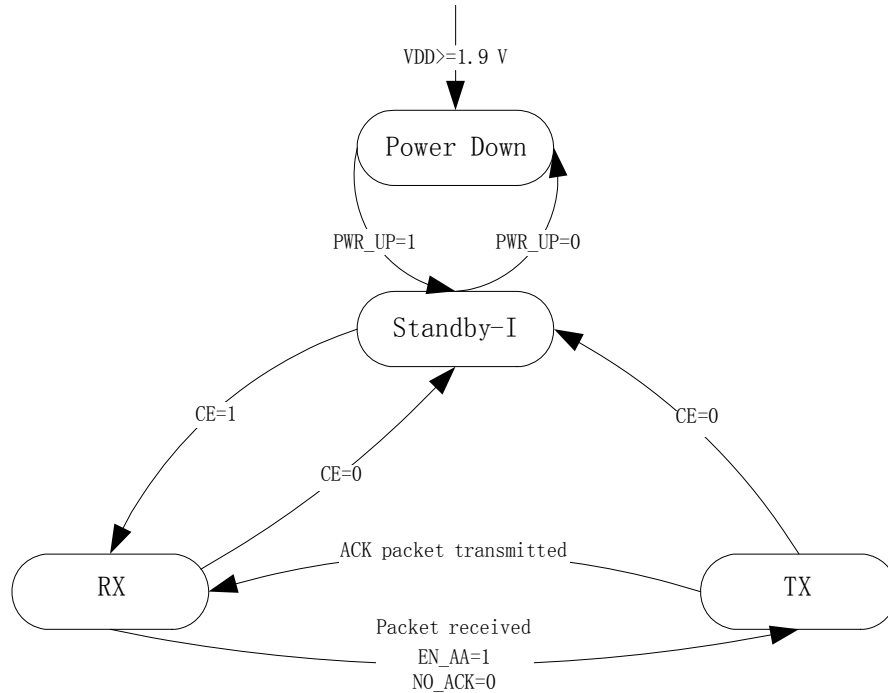 VDD>=1.9 V
Power Down
PWR_UP=1
PWR_UP=0
Standby-I
CE=1
CE=0
CE=0
ACK packet transmitted
RX
TX
Packet received
EN_AA=1
NO_ACK=0